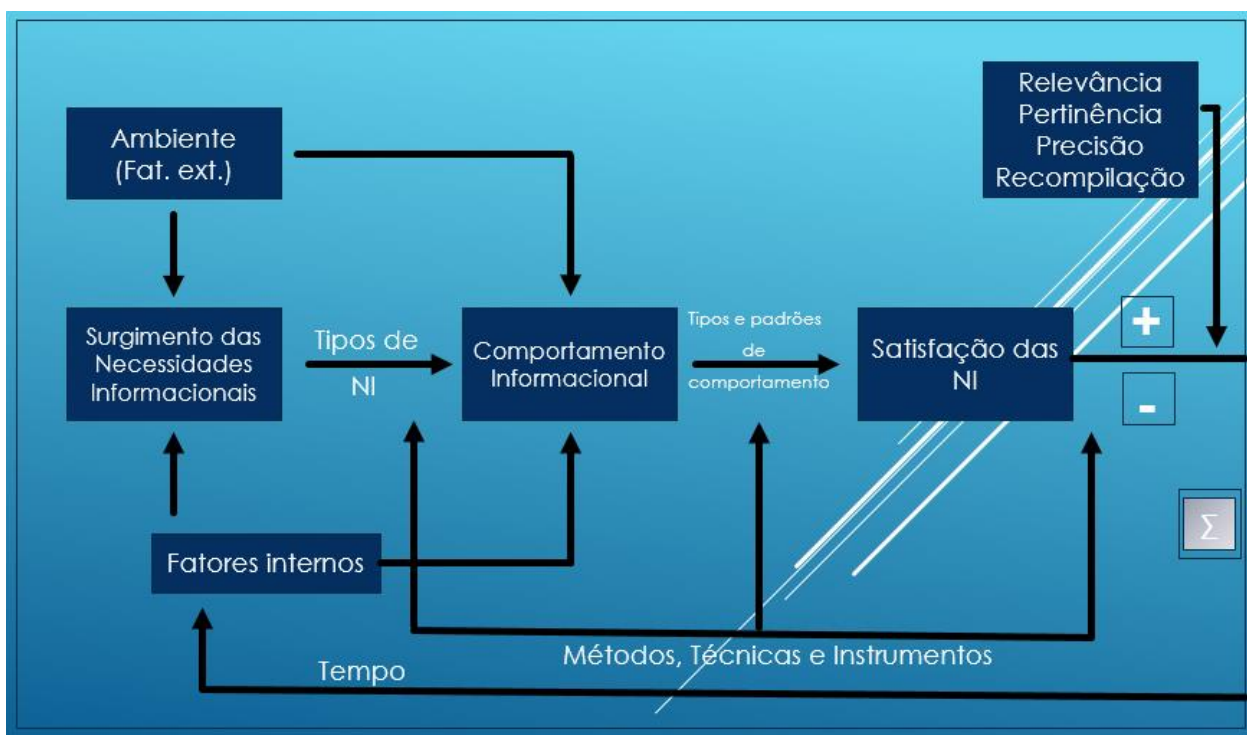 Relevância
Pertinência
Precisão
Recompilação
Ambiente
(Fat. ext.)
Surgimento das
Necessidades
Informacionais
Tipos de
NI
Comportamento
Informacional
Tipos e padrões
de
comportamento
Satisfação das
NI
+
-
Σ
Fatores internos
Métodos, Técnicas e Instrumentos
Tempo